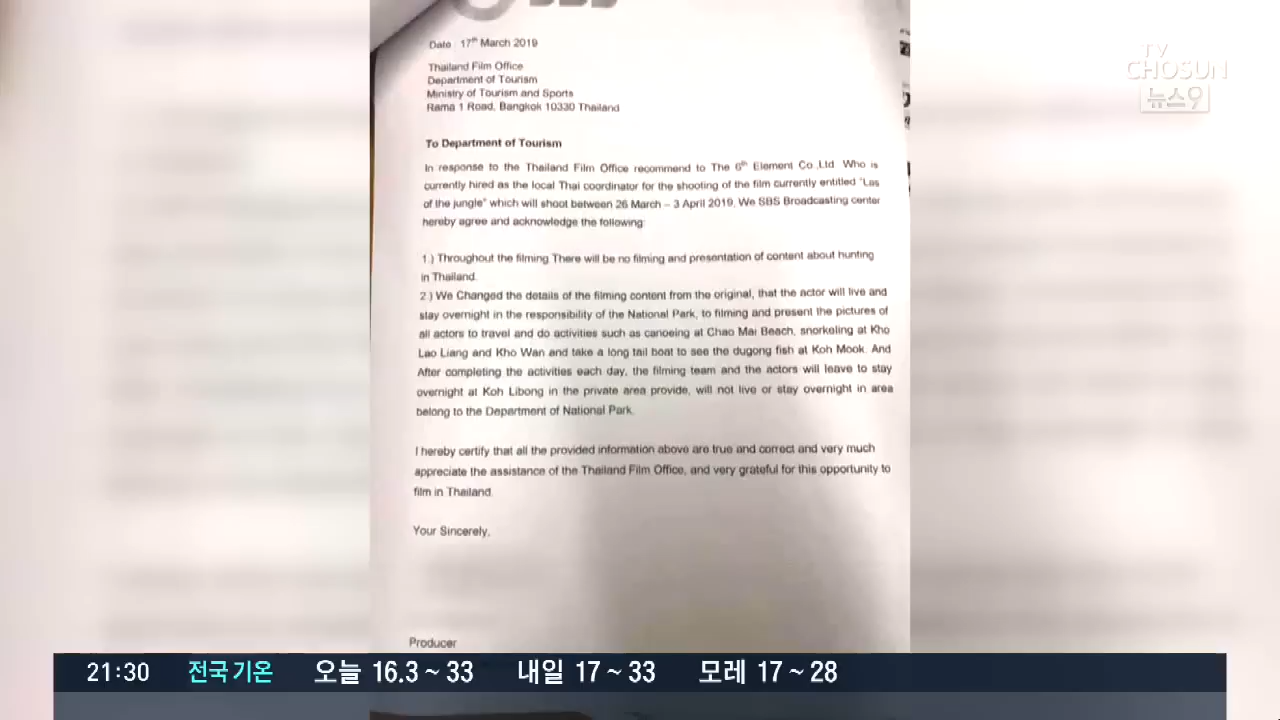 SBS
Date : 17th March 2019
TV
CHOSUN
뉴스9
Thailand Film Office
Department of Tourism
Ministry of Tourism and Sports
Rama 1 Road, Bangkok 10330 Thailand
To Department of Tourism
In response to the Thailand Film Office recommend to The 6th Element Co.,Ltd. Who is
currently hired as the local Thai coordinator for the shooting of the film currently entitled "Las
of the jungle" which will shoot between 26 March – 3 April 2019, We SBS Broadcasting center
hereby agree and acknowledge the following:
1.) Throughout the filming There will be no filming and presentation of content about hunting
in Thailand.
2.) We Changed the details of the filming content from the original, that the actor will live and
stay overnight in the responsibility of the National Park, to filming and present the pictures of
all actors to travel and do activities such as canoeing at Chao Mai Beach, snorkeling at Kho
Lao Liang and Kho Wan and take a long tail boat to see the dugong fish at Koh Mook. And
After completing the activities each day, the filming team and the actors will leave to stay
overnight at Koh Libong in the private area provide, will not live or stay overnight in area
belong to the Department of National Park.
I hereby certify that all the provided information above are true and correct and very much
appreciate the assistance of the Thailand Film Office, and very grateful for this opportunity to
film in Thailand.
Your Sincerely,
Producer
21:30 전국 기온 오늘 16.3 ~ 33 내일 17 ~ 33 모레 17 ~ 28